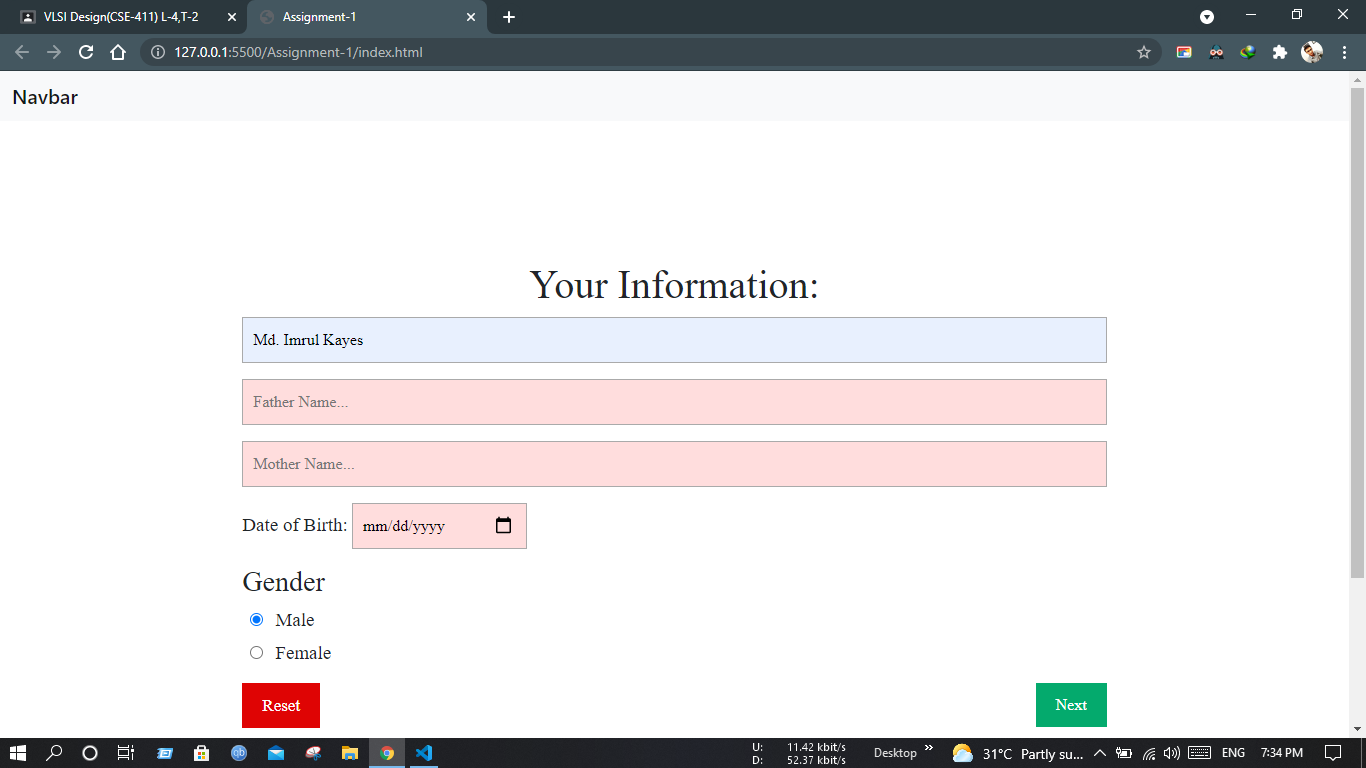 VLSI Design(CSE-411) L-4,T-2
Assignment-1
127.0.0.1:5500/Assignment-1/index.html
Navbar
Your Information:
Md. Imrul Kayes
Father Name...
Mother Name...
Date of Birth: mm/dd/yyyy
Gender
Male
Female
Reset Next
U: 11.42 kbit/s
D: 52.37 kbit/s
Desktop » 31°C Partly su... ENG 7:34 PM